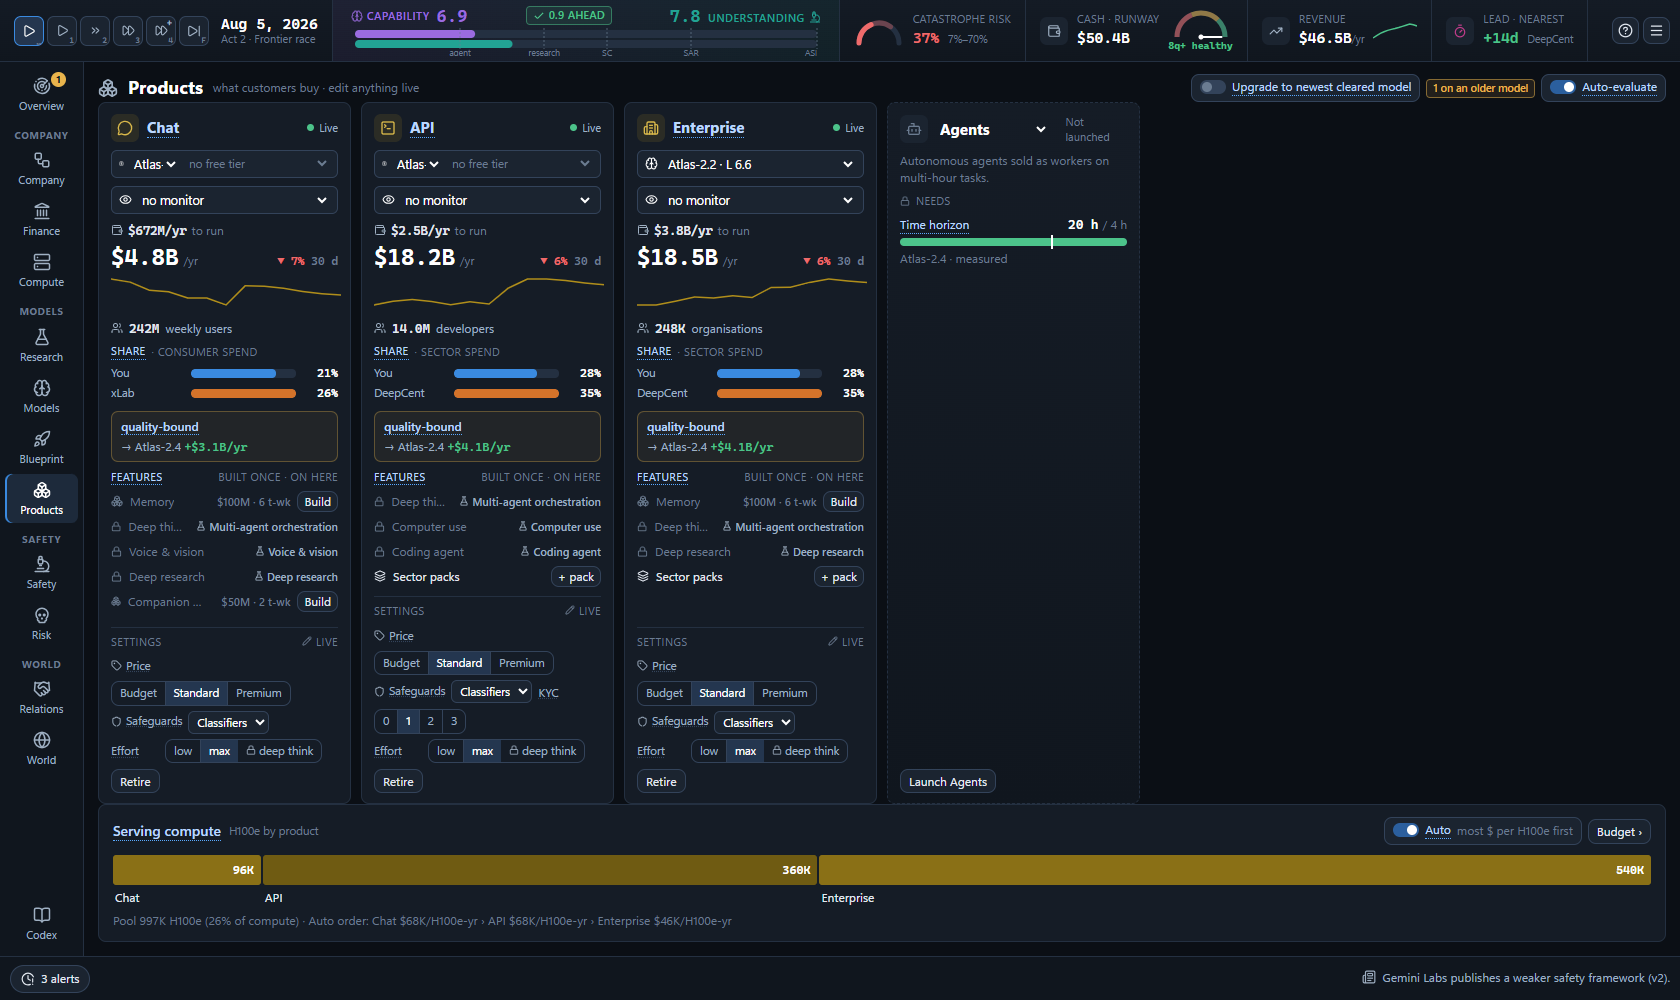 1
2
3
4
F
Aug 5, 2026
Act 2 · Frontier race
CAPABILITY 6.9
0.9 AHEAD
7.8 UNDERSTANDING
agent
research
SC
SAR
ASI
CATASTROPHE RISK
37% 7%–70%
CASH · RUNWAY
$50.4B
8q+ healthy
REVENUE
$46.5B/yr
LEAD · NEAREST
+14d DeepCent
1
Overview
COMPANY
Company
Finance
Compute
MODELS
Research
Models
Blueprint
Products
SAFETY
Safety
Risk
WORLD
Relations
World
Codex
Products what customers buy · edit anything live
Upgrade to newest cleared model
1 on an older model
Auto-evaluate
Chat
Live
Atlas-
no free tier
no monitor
$672M/yr to run
$4.8B /yr
▼ 7% 30 d
242M weekly users
SHARE · CONSUMER SPEND
You 21%
xLab 26%
quality-bound
→ Atlas-2.4 +$3.1B/yr
FEATURES BUILT ONCE · ON HERE
Memory $100M · 6 t-wk Build
Deep thi... Multi-agent orchestration
Voice & vision Voice & vision
Deep research Deep research
Companion ... $50M · 2 t-wk Build
SETTINGS LIVE
Price
Budget Standard Premium
Safeguards Classifiers
Effort low max deep think
Retire
API
Live
Atlas-
no free tier
no monitor
$2.5B/yr to run
$18.2B /yr
▼ 6% 30 d
14.0M developers
SHARE · SECTOR SPEND
You 28%
DeepCent 35%
quality-bound
→ Atlas-2.4 +$4.1B/yr
FEATURES BUILT ONCE · ON HERE
Deep thi... Multi-agent orchestration
Computer use Computer use
Coding agent Coding agent
Sector packs + pack
SETTINGS LIVE
Price
Budget Standard Premium
Safeguards Classifiers KYC
0 1 2 3
Effort low max deep think
Retire
Enterprise
Live
Atlas-2.2 · L 6.6
no monitor
$3.8B/yr to run
$18.5B /yr
▼ 6% 30 d
248K organisations
SHARE · SECTOR SPEND
You 28%
DeepCent 35%
quality-bound
→ Atlas-2.4 +$4.1B/yr
FEATURES BUILT ONCE · ON HERE
Memory $100M · 6 t-wk Build
Deep thi... Multi-agent orchestration
Deep research Deep research
Sector packs + pack
SETTINGS LIVE
Price
Budget Standard Premium
Safeguards Classifiers
Effort low max deep think
Retire
Agents
Not launched
Autonomous agents sold as workers on
multi-hour tasks.
NEEDS
Time horizon 20 h / 4 h
Atlas-2.4 · measured
Launch Agents
Serving compute H100e by product
Auto most $ per H100e first
Budget ›
96K
360K
540K
Chat
API
Enterprise
Pool 997K H100e (26% of compute) · Auto order: Chat $68K/H100e-yr › API $68K/H100e-yr › Enterprise $46K/H100e-yr
3 alerts
Gemini Labs publishes a weaker safety framework (v2).